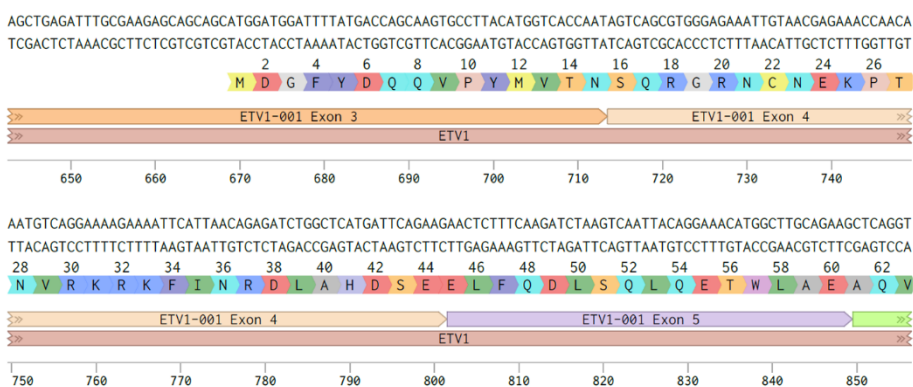 AGCTGAGATTTGCGAAGAGCAGCAGCATGGATGGATTTTATGACCAGCAAGTGCCTTACATGGTCACCAATAGTCAGCGTGGGAGAAATTGTAACGAGAAACCAACA
TCGACTCTAAACGCTTCTCGTCGTCGTACCTACCTAAAATACTGGTCGTTCACGGAATGTACCAGTGGTTATCAGTCGCACCCTCTTTAACATTGCTCTTTGGTTGT
2 4 6 8 10 12 14 16 18 20 22 24 26
M D G F Y D Q Q V P Y M V T N S Q R G R N C N E K P T
ETV1-001 Exon 3 ETV1-001 Exon 4
ETV1
650 660 670 680 690 700 710 720 730 740
AATGTCAGGAAAAGAAAATTCATTAACAGAGATCTGGCTCATGATTCAGAAGAACTCTTTCAAGATCTAAGTCAATTACAGGAAACATGGCTTGCAGAAGCTCAGGT
TTACAGTCCTTTTCTTTTAAGTAATTGTCTCTAGACCGAGTACTAAGTCTTCTTGAGAAAGTTCTAGATTCAGTTAATGTCCTTTGTACCGAACGTCTTCGAGTCCA
28 30 32 34 36 38 40 42 44 46 48 50 52 54 56 58 60 62
N V R K R K F I N R D L A H D S E E L F Q D L S Q L Q E T W L A E A Q V
ETV1-001 Exon 4 ETV1-001 Exon 5
ETV1
750 760 770 780 790 800 810 820 830 840 850